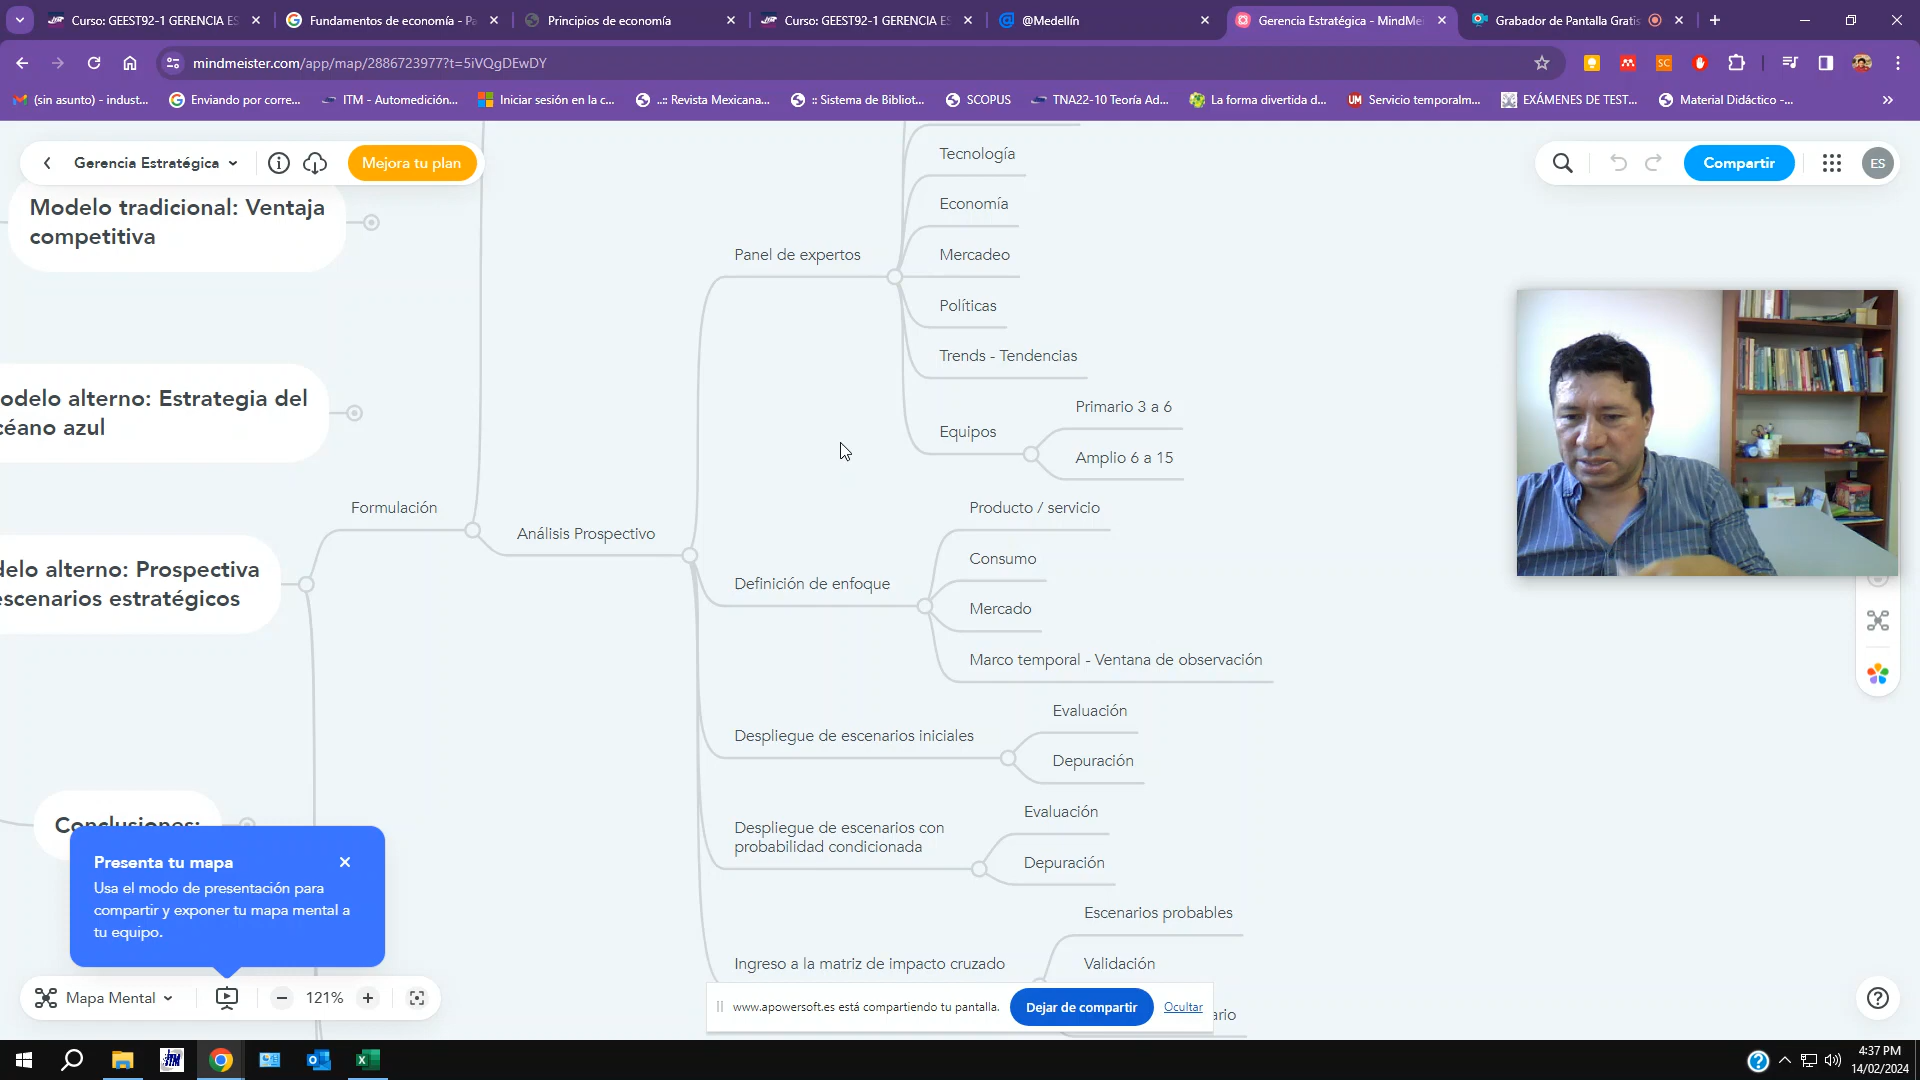 Curso: GEEST92-1 GERENCIA ES
Fundamentos de economía - Pa
Principios de economía
Curso: GEEST92-1 GERENCIA ES
@Medellín
Gerencia Estratégica - MindMei
Grabador de Pantalla Gratis
mindmeister.com/app/map/2886723977?t=5iVQgDEwDY
(sin asunto) - indust...
Enviando por corre...
ITM - Automedición...
Iniciar sesión en la c...
..:: Revista Mexicana...
:: Sistema de Bibliot...
SCOPUS
TNA22-10 Teoría Ad...
La forma divertida d...
Servicio temporalm...
EXÁMENES DE TEST...
Material Didáctico -...
Gerencia Estratégica
Mejora tu plan
Compartir
ES
Modelo tradicional: Ventaja
competitiva
odelo alterno: Estrategia del
céano azul
delo alterno: Prospectiva
escenarios estratégicos
Conclusiones:
Formulación
Análisis Prospectivo
Panel de expertos
Tecnología
Economía
Mercadeo
Políticas
Trends - Tendencias
Equipos
Primario 3 a 6
Amplio 6 a 15
Definición de enfoque
Producto / servicio
Consumo
Mercado
Marco temporal - Ventana de observación
Despliegue de escenarios iniciales
Evaluación
Depuración
Despliegue de escenarios con
probabilidad condicionada
Evaluación
Depuración
Ingreso a la matriz de impacto cruzado
Escenarios probables
Validación
ario
Presenta tu mapa
Usa el modo de presentación para
compartir y exponer tu mapa mental a
tu equipo.
Mapa Mental
121%
www.apowersoft.es está compartiendo tu pantalla.
Dejar de compartir
Ocultar
4:37 PM
14/02/2024